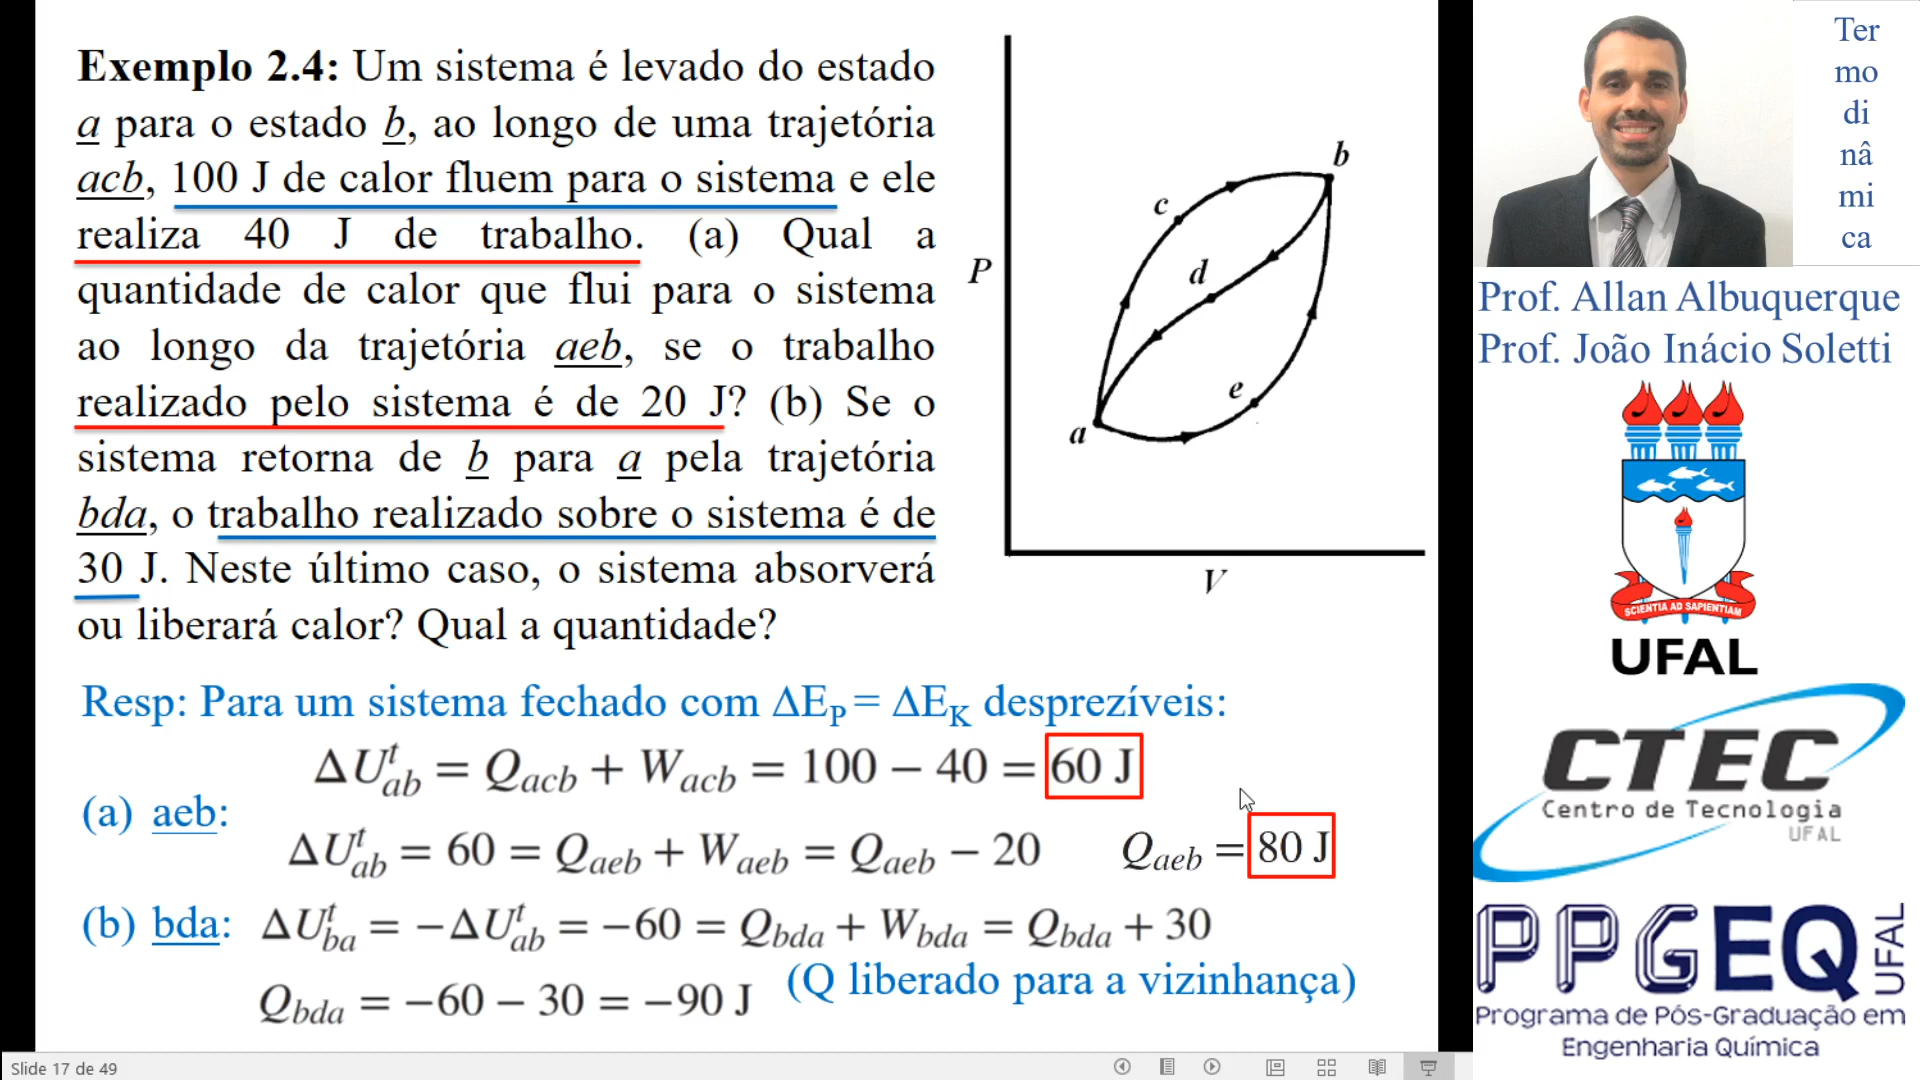 Exemplo 2.4: Um sistema é levado do estado
a para o estado b, ao longo de uma trajetória
acb, 100 J de calor fluem para o sistema e ele
realiza 40 J de trabalho. (a) Qual a
quantidade de calor que flui para o sistema
ao longo da trajetória aeb, se o trabalho
realizado pelo sistema é de 20 J? (b) Se o
sistema retorna de b para a pela trajetória
bda, o trabalho realizado sobre o sistema é de
30 J. Neste último caso, o sistema absorverá
ou liberará calor? Qual a quantidade?
P
b
c
d
e
a
V
Resp: Para um sistema fechado com ΔE_P = ΔE_K desprezíveis:
ΔU^t_ab = Q_acb + W_acb = 100 − 40 = 60 J
(a) aeb:
ΔU^t_ab = 60 = Q_aeb + W_aeb = Q_aeb − 20 Q_aeb = 80 J
(b) bda: ΔU^t_ba = −ΔU^t_ab = −60 = Q_bda + W_bda = Q_bda + 30
Q_bda = −60 − 30 = −90 J (Q liberado para a vizinhança)
Slide 17 de 49
Ter
mo
di
nâ
mi
ca
Prof. Allan Albuquerque
Prof. João Inácio Soletti
SCIENTIA AD SAPIENTIAM
UFAL
CTEC
Centro de Tecnologia
UFAL
PPGEQ UFAL
Programa de Pós-Graduação em
Engenharia Química